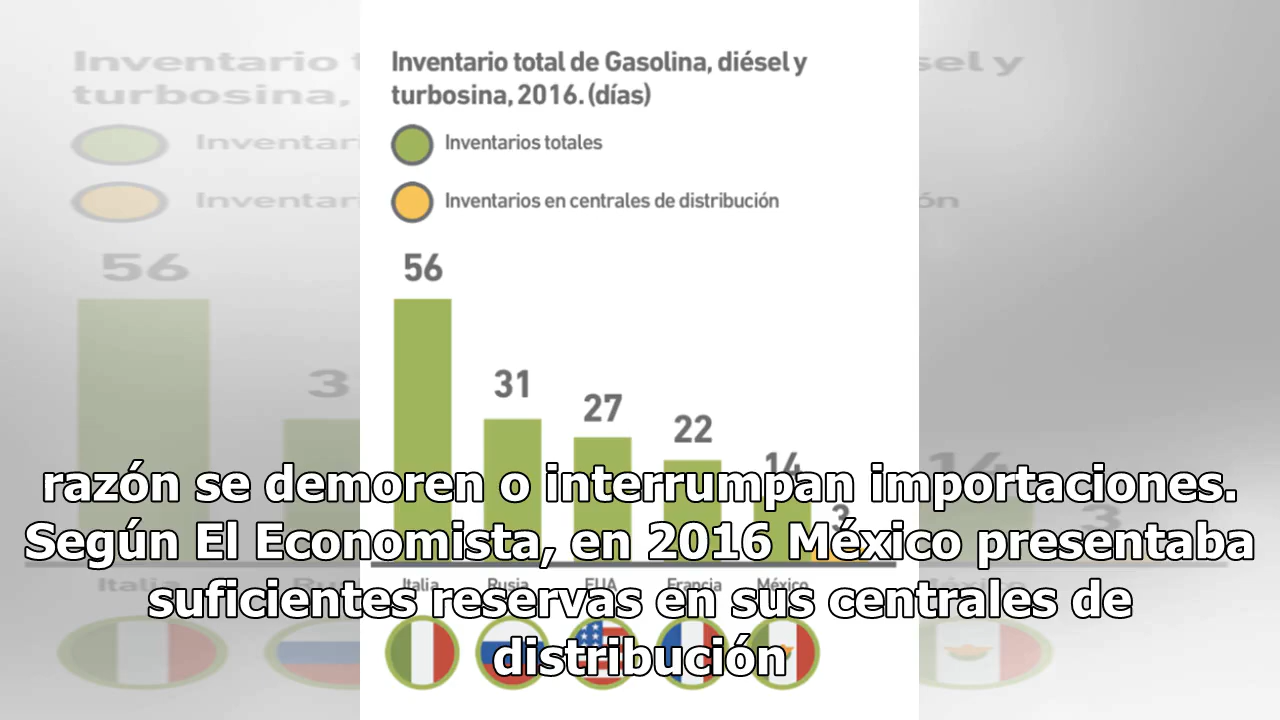 Inventario total de Gasolina, diésel y
turbosina, 2016. (días)
Inventarios totales
Inventarios en centrales de distribución
56
31
27
22
14
3
razón se demoren o interrumpan importaciones.
Según El Economista, en 2016 México presentaba
suficientes reservas en sus centrales de
distribución
Italia Rusia EUA Francia México